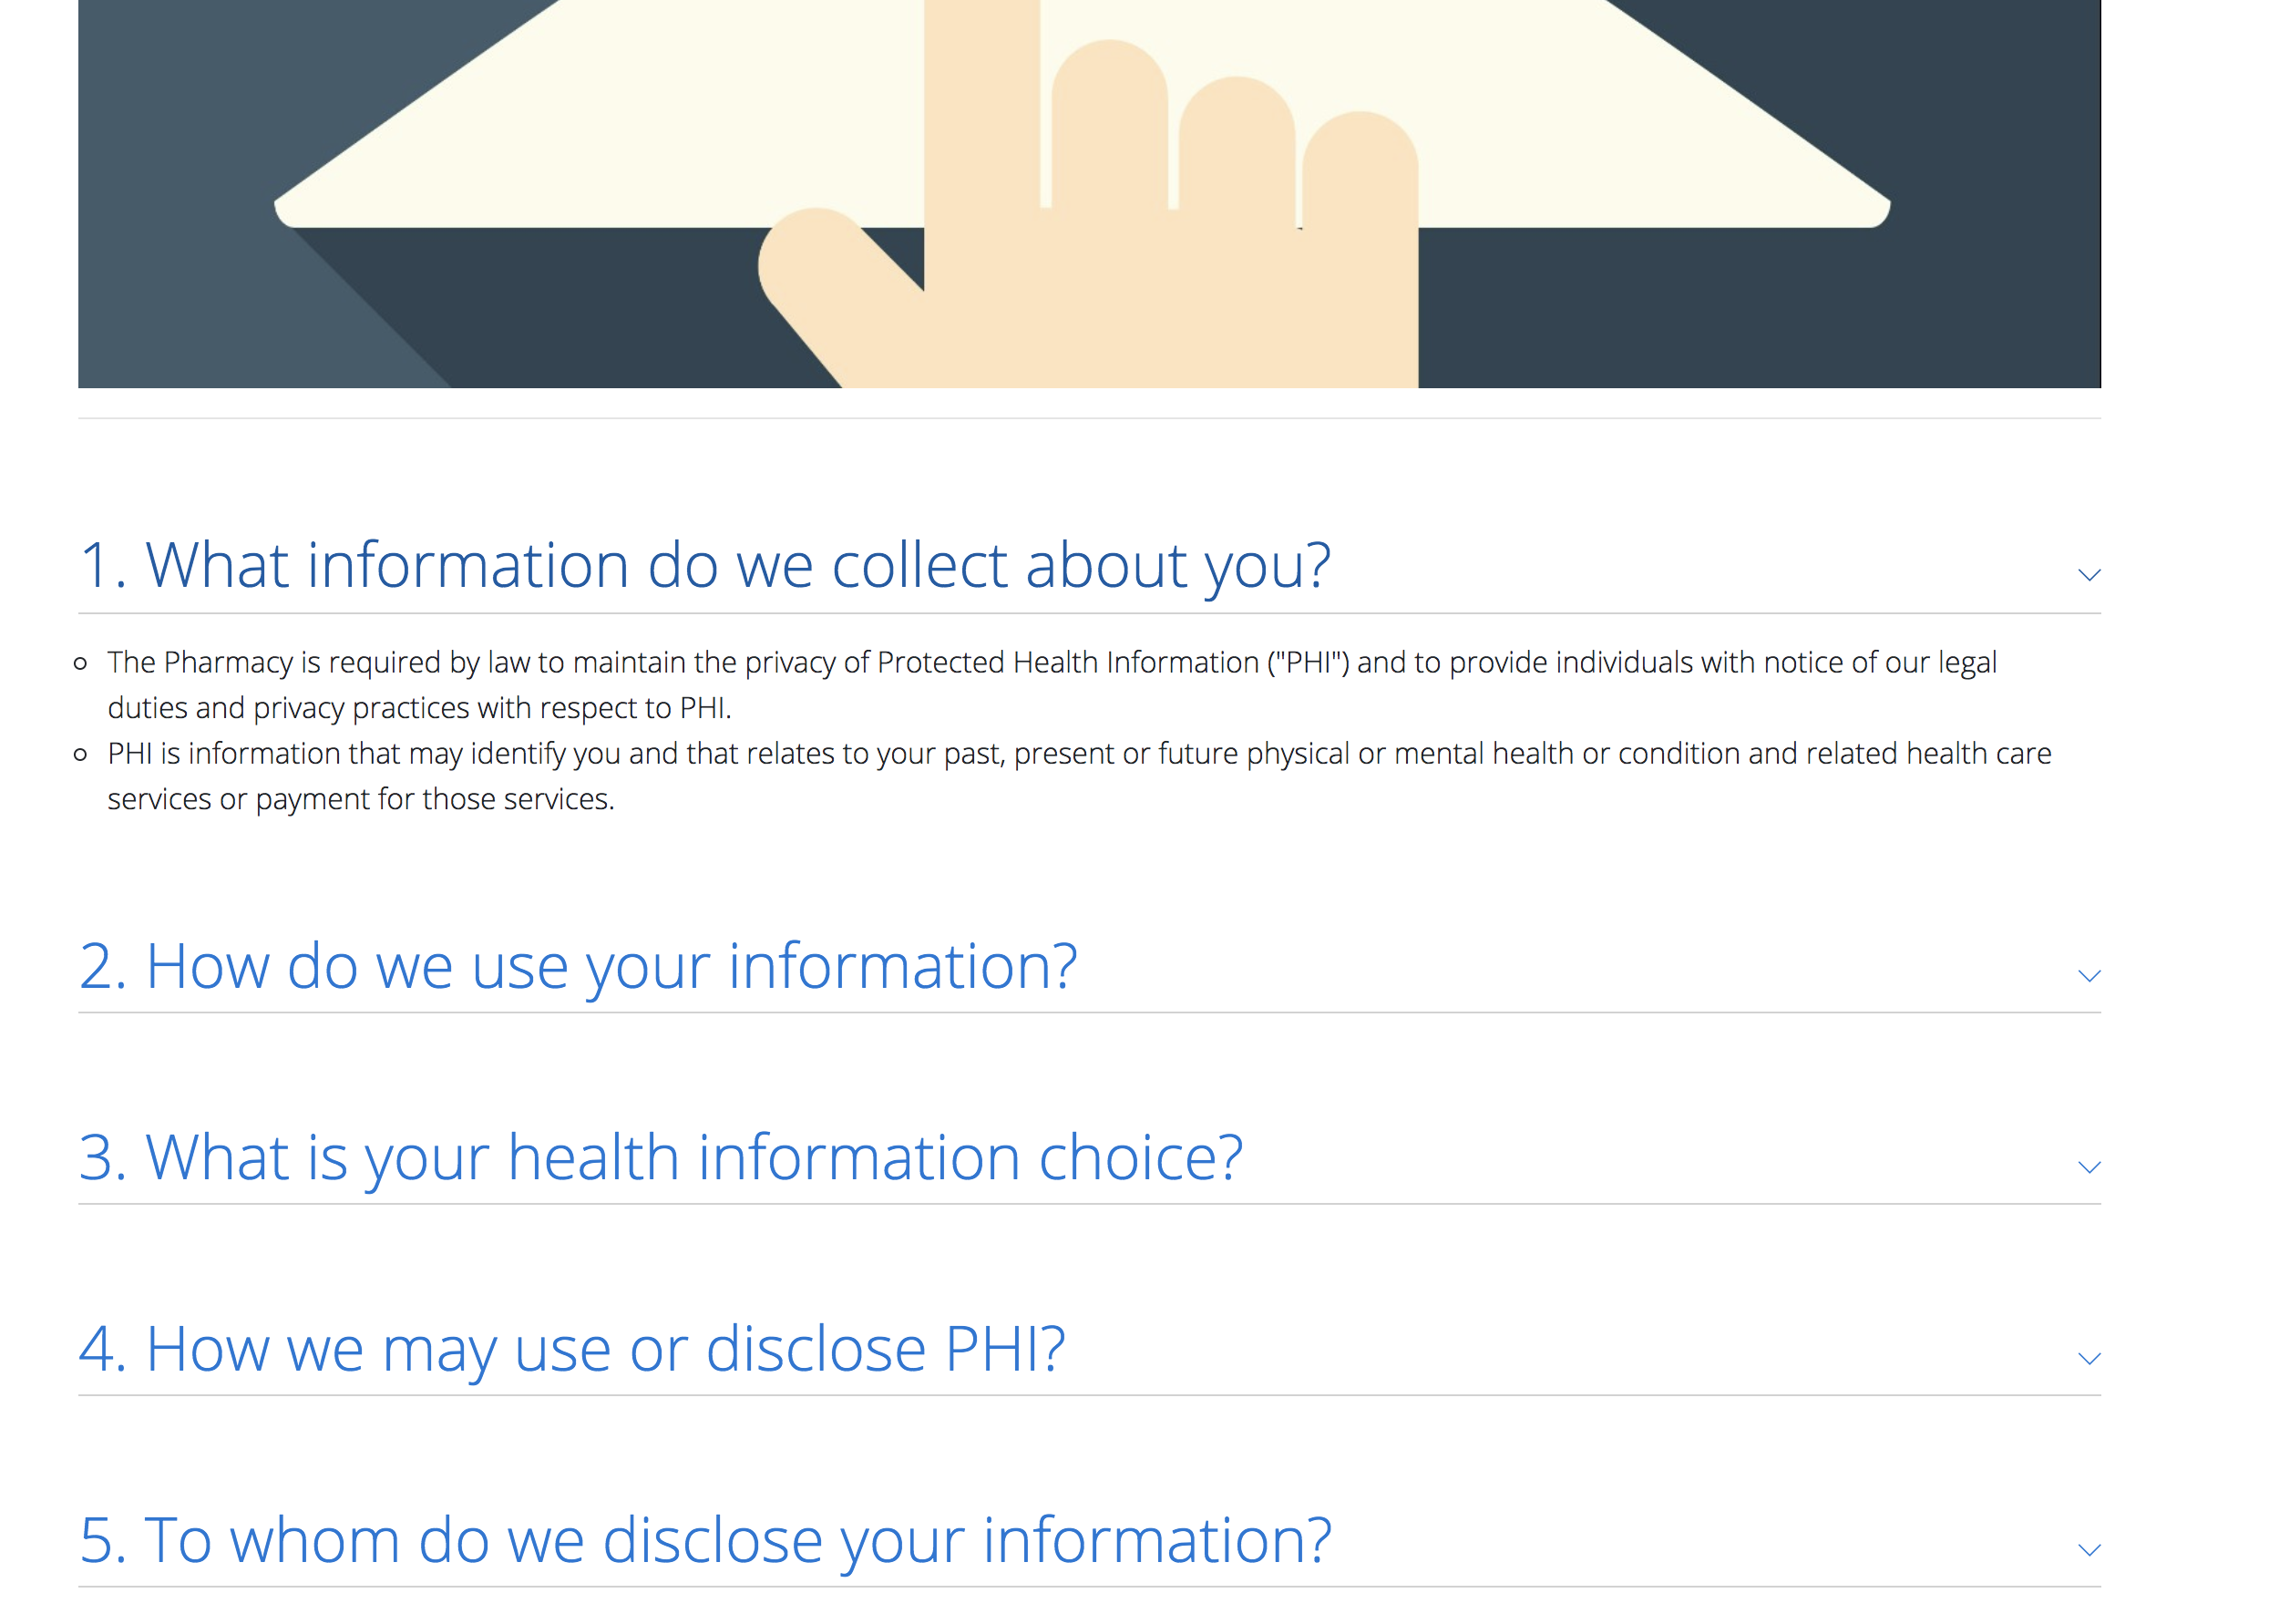 1. What information do we collect about you?
The Pharmacy is required by law to maintain the privacy of Protected Health Information ("PHI") and to provide individuals with notice of our legal
duties and privacy practices with respect to PHI.
PHI is information that may identify you and that relates to your past, present or future physical or mental health or condition and related health care
services or payment for those services.
2. How do we use your information?
3. What is your health information choice?
4. How we may use or disclose PHI?
5. To whom do we disclose your information?